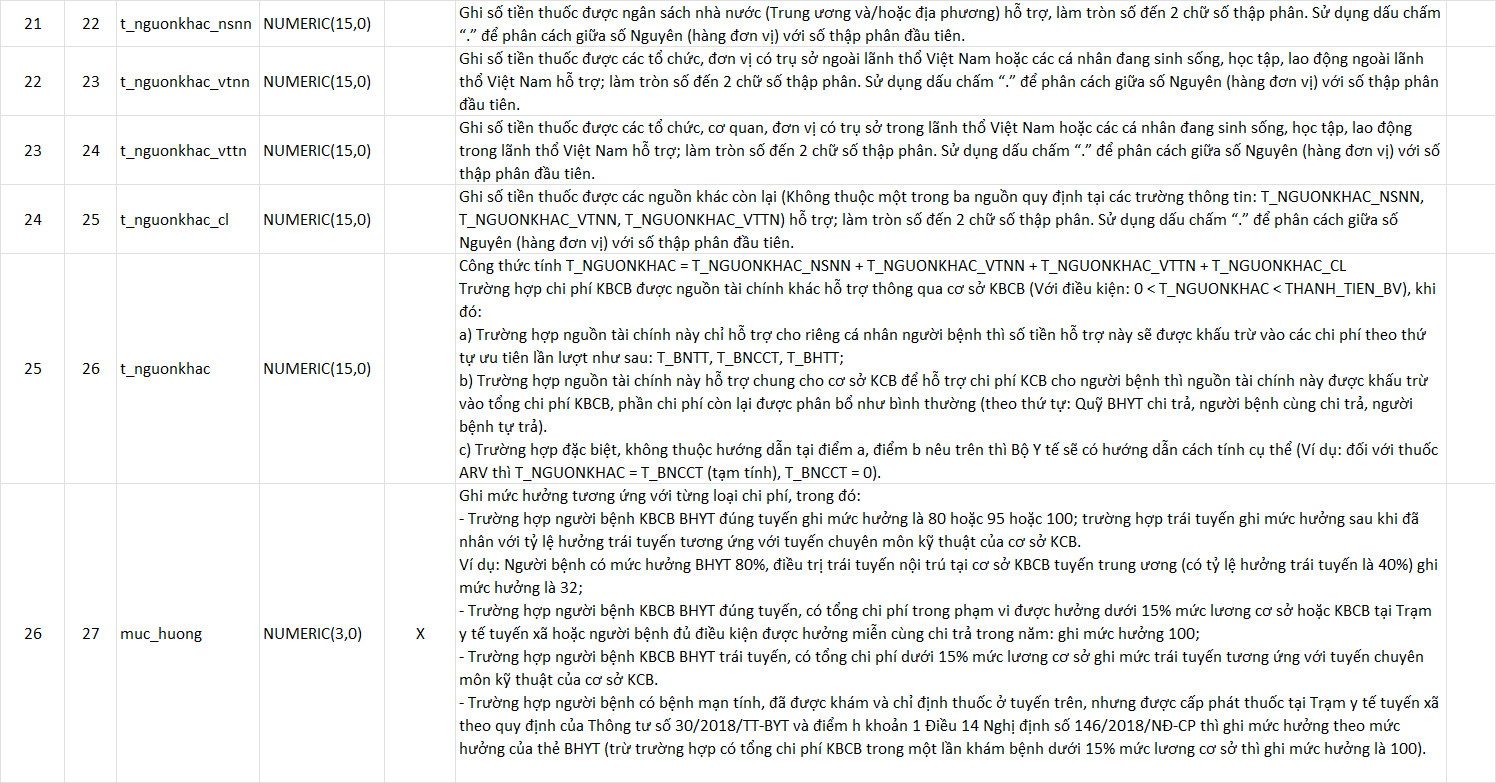 21 22 t_nguonkhac_nsnn NUMERIC(15,0) Ghi số tiền thuốc được ngân sách nhà nước (Trung ương và/hoặc địa phương) hỗ trợ, làm tròn số đến 2 chữ số thập phân. Sử dụng dấu chấm
“.” để phân cách giữa số Nguyên (hàng đơn vị) với số thập phân đầu tiên.
22 23 t_nguonkhac_vtnn NUMERIC(15,0) Ghi số tiền thuốc được các tổ chức, đơn vị có trụ sở ngoài lãnh thổ Việt Nam hoặc các cá nhân đang sinh sống, học tập, lao động ngoài lãnh
thổ Việt Nam hỗ trợ; làm tròn số đến 2 chữ số thập phân. Sử dụng dấu chấm “.” để phân cách giữa số Nguyên (hàng đơn vị) với số thập phân
đầu tiên.
23 24 t_nguonkhac_vttn NUMERIC(15,0) Ghi số tiền thuốc được các tổ chức, cơ quan, đơn vị có trụ sở trong lãnh thổ Việt Nam hoặc các cá nhân đang sinh sống, học tập, lao động
trong lãnh thổ Việt Nam hỗ trợ; làm tròn số đến 2 chữ số thập phân. Sử dụng dấu chấm “.” để phân cách giữa số Nguyên (hàng đơn vị) với số
thập phân đầu tiên.
24 25 t_nguonkhac_cl NUMERIC(15,0) Ghi số tiền thuốc được các nguồn khác còn lại (Không thuộc một trong ba nguồn quy định tại các trường thông tin: T_NGUONKHAC_NSNN,
T_NGUONKHAC_VTNN, T_NGUONKHAC_VTTN) hỗ trợ; làm tròn số đến 2 chữ số thập phân. Sử dụng dấu chấm “.” để phân cách giữa số
Nguyên (hàng đơn vị) với số thập phân đầu tiên.
25 26 t_nguonkhac NUMERIC(15,0) Công thức tính T_NGUONKHAC = T_NGUONKHAC_NSNN + T_NGUONKHAC_VTNN + T_NGUONKHAC_VTTN + T_NGUONKHAC_CL
Trường hợp chi phí KBCB được nguồn tài chính khác hỗ trợ thông qua cơ sở KBCB (Với điều kiện: 0 < T_NGUONKHAC < THANH_TIEN_BV), khi
đó:
a) Trường hợp nguồn tài chính này chỉ hỗ trợ cho riêng cá nhân người bệnh thì số tiền hỗ trợ này sẽ được khấu trừ vào các chi phí theo thứ
tự ưu tiên lần lượt như sau: T_BNTT, T_BNCCT, T_BHTT;
b) Trường hợp nguồn tài chính này hỗ trợ chung cho cơ sở KCB để hỗ trợ chi phí KCB cho người bệnh thì nguồn tài chính này được khấu trừ
vào tổng chi phí KBCB, phần chi phí còn lại được phân bổ như bình thường (theo thứ tự: Quỹ BHYT chi trả, người bệnh cùng chi trả, người
bệnh tự trả).
c) Trường hợp đặc biệt, không thuộc hướng dẫn tại điểm a, điểm b nêu trên thì Bộ Y tế sẽ có hướng dẫn cách tính cụ thể (Ví dụ: đối với thuốc
ARV thì T_NGUONKHAC = T_BNCCT (tạm tính), T_BNCCT = 0).
26 27 muc_huong NUMERIC(3,0) X Ghi mức hưởng tương ứng với từng loại chi phí, trong đó:
- Trường hợp người bệnh KBCB BHYT đúng tuyến ghi mức hưởng là 80 hoặc 95 hoặc 100; trường hợp trái tuyến ghi mức hưởng sau khi đã
nhân với tỷ lệ hưởng trái tuyến tương ứng với tuyến chuyên môn kỹ thuật của cơ sở KCB.
Ví dụ: Người bệnh có mức hưởng BHYT 80%, điều trị trái tuyến nội trú tại cơ sở KBCB tuyến trung ương (có tỷ lệ hưởng trái tuyến là 40%) ghi
mức hưởng là 32;
- Trường hợp người bệnh KBCB BHYT đúng tuyến, có tổng chi phí trong phạm vi được hưởng dưới 15% mức lương cơ sở hoặc KBCB tại Trạm
y tế tuyến xã hoặc người bệnh đủ điều kiện được hưởng miễn cùng chi trả trong năm: ghi mức hưởng 100;
- Trường hợp người bệnh KBCB BHYT trái tuyến, có tổng chi phí dưới 15% mức lương cơ sở ghi mức trái tuyến tương ứng với tuyến chuyên
môn kỹ thuật của cơ sở KCB.
- Trường hợp người bệnh có bệnh mạn tính, đã được khám và chỉ định thuốc ở tuyến trên, nhưng được cấp phát thuốc tại Trạm y tế tuyến xã
theo quy định của Thông tư số 30/2018/TT-BYT và điểm h khoản 1 Điều 14 Nghị định số 146/2018/NĐ-CP thì ghi mức hưởng theo mức
hưởng của thẻ BHYT (trừ trường hợp có tổng chi phí KBCB trong một lần khám bệnh dưới 15% mức lương cơ sở thì ghi mức hưởng là 100).